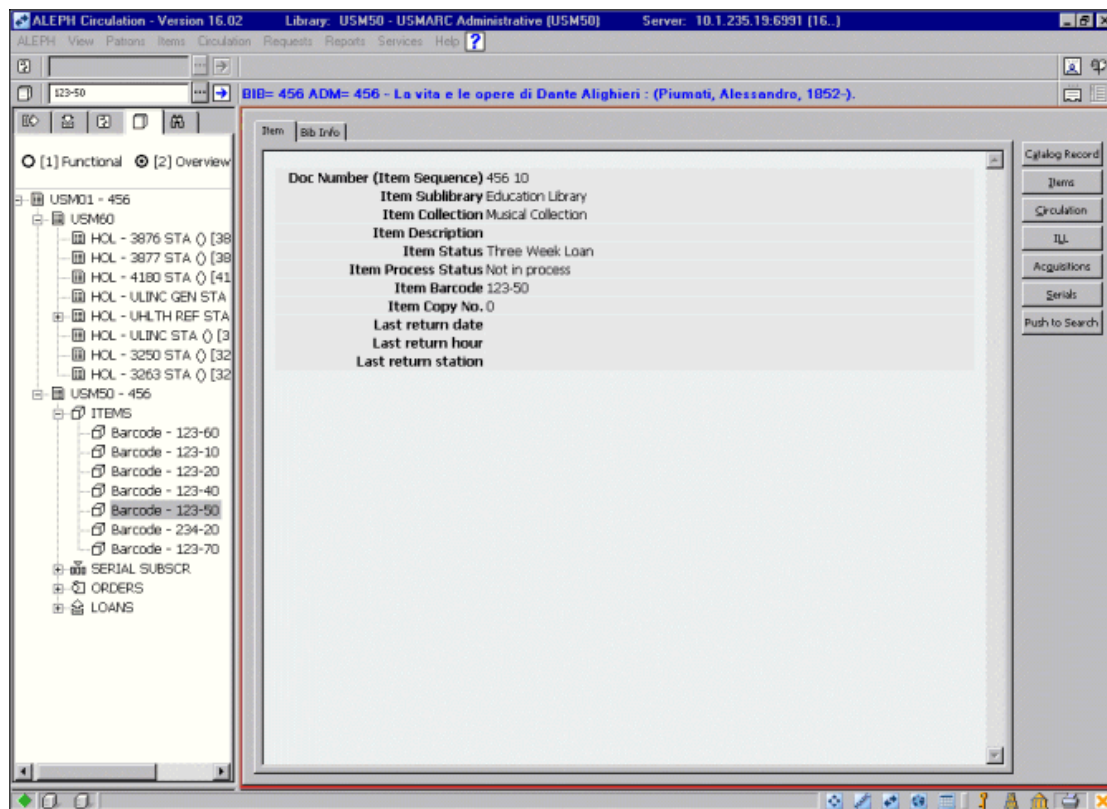 ALEPH Circulation - Version 16.02 Library: USM50 - USMARC Administrative (USM50) Server: 10.1.235.19:6991 (16..)
ALEPH View Patrons Items Circulation Requests Reports Services Help ?
123-50
BIB= 456 ADM= 456 - La vita e le opere di Dante Alighieri : (Piumati, Alessandro, 1852-).
[1] Functional [2] Overview
USM01 - 456
USM60
HOL - 3876 STA () [38
HOL - 3877 STA () [38
HOL - 4180 STA () [41
HOL - ULINC GEN STA
HOL - UHLTH REF STA
HOL - ULINC STA () [3
HOL - 3250 STA () [32
HOL - 3263 STA () [32
USM50 - 456
ITEMS
Barcode - 123-60
Barcode - 123-10
Barcode - 123-20
Barcode - 123-40
Barcode - 123-50
Barcode - 234-20
Barcode - 123-70
SERIAL SUBSCR
ORDERS
LOANS
Item Bib Info
Doc Number (Item Sequence) 456 10
Item Sublibrary Education Library
Item Collection Musical Collection
Item Description
Item Status Three Week Loan
Item Process Status Not in process
Item Barcode 123-50
Item Copy No. 0
Last return date
Last return hour
Last return station
Catalog Record
Items
Circulation
ILL
Acquisitions
Serials
Push to Search